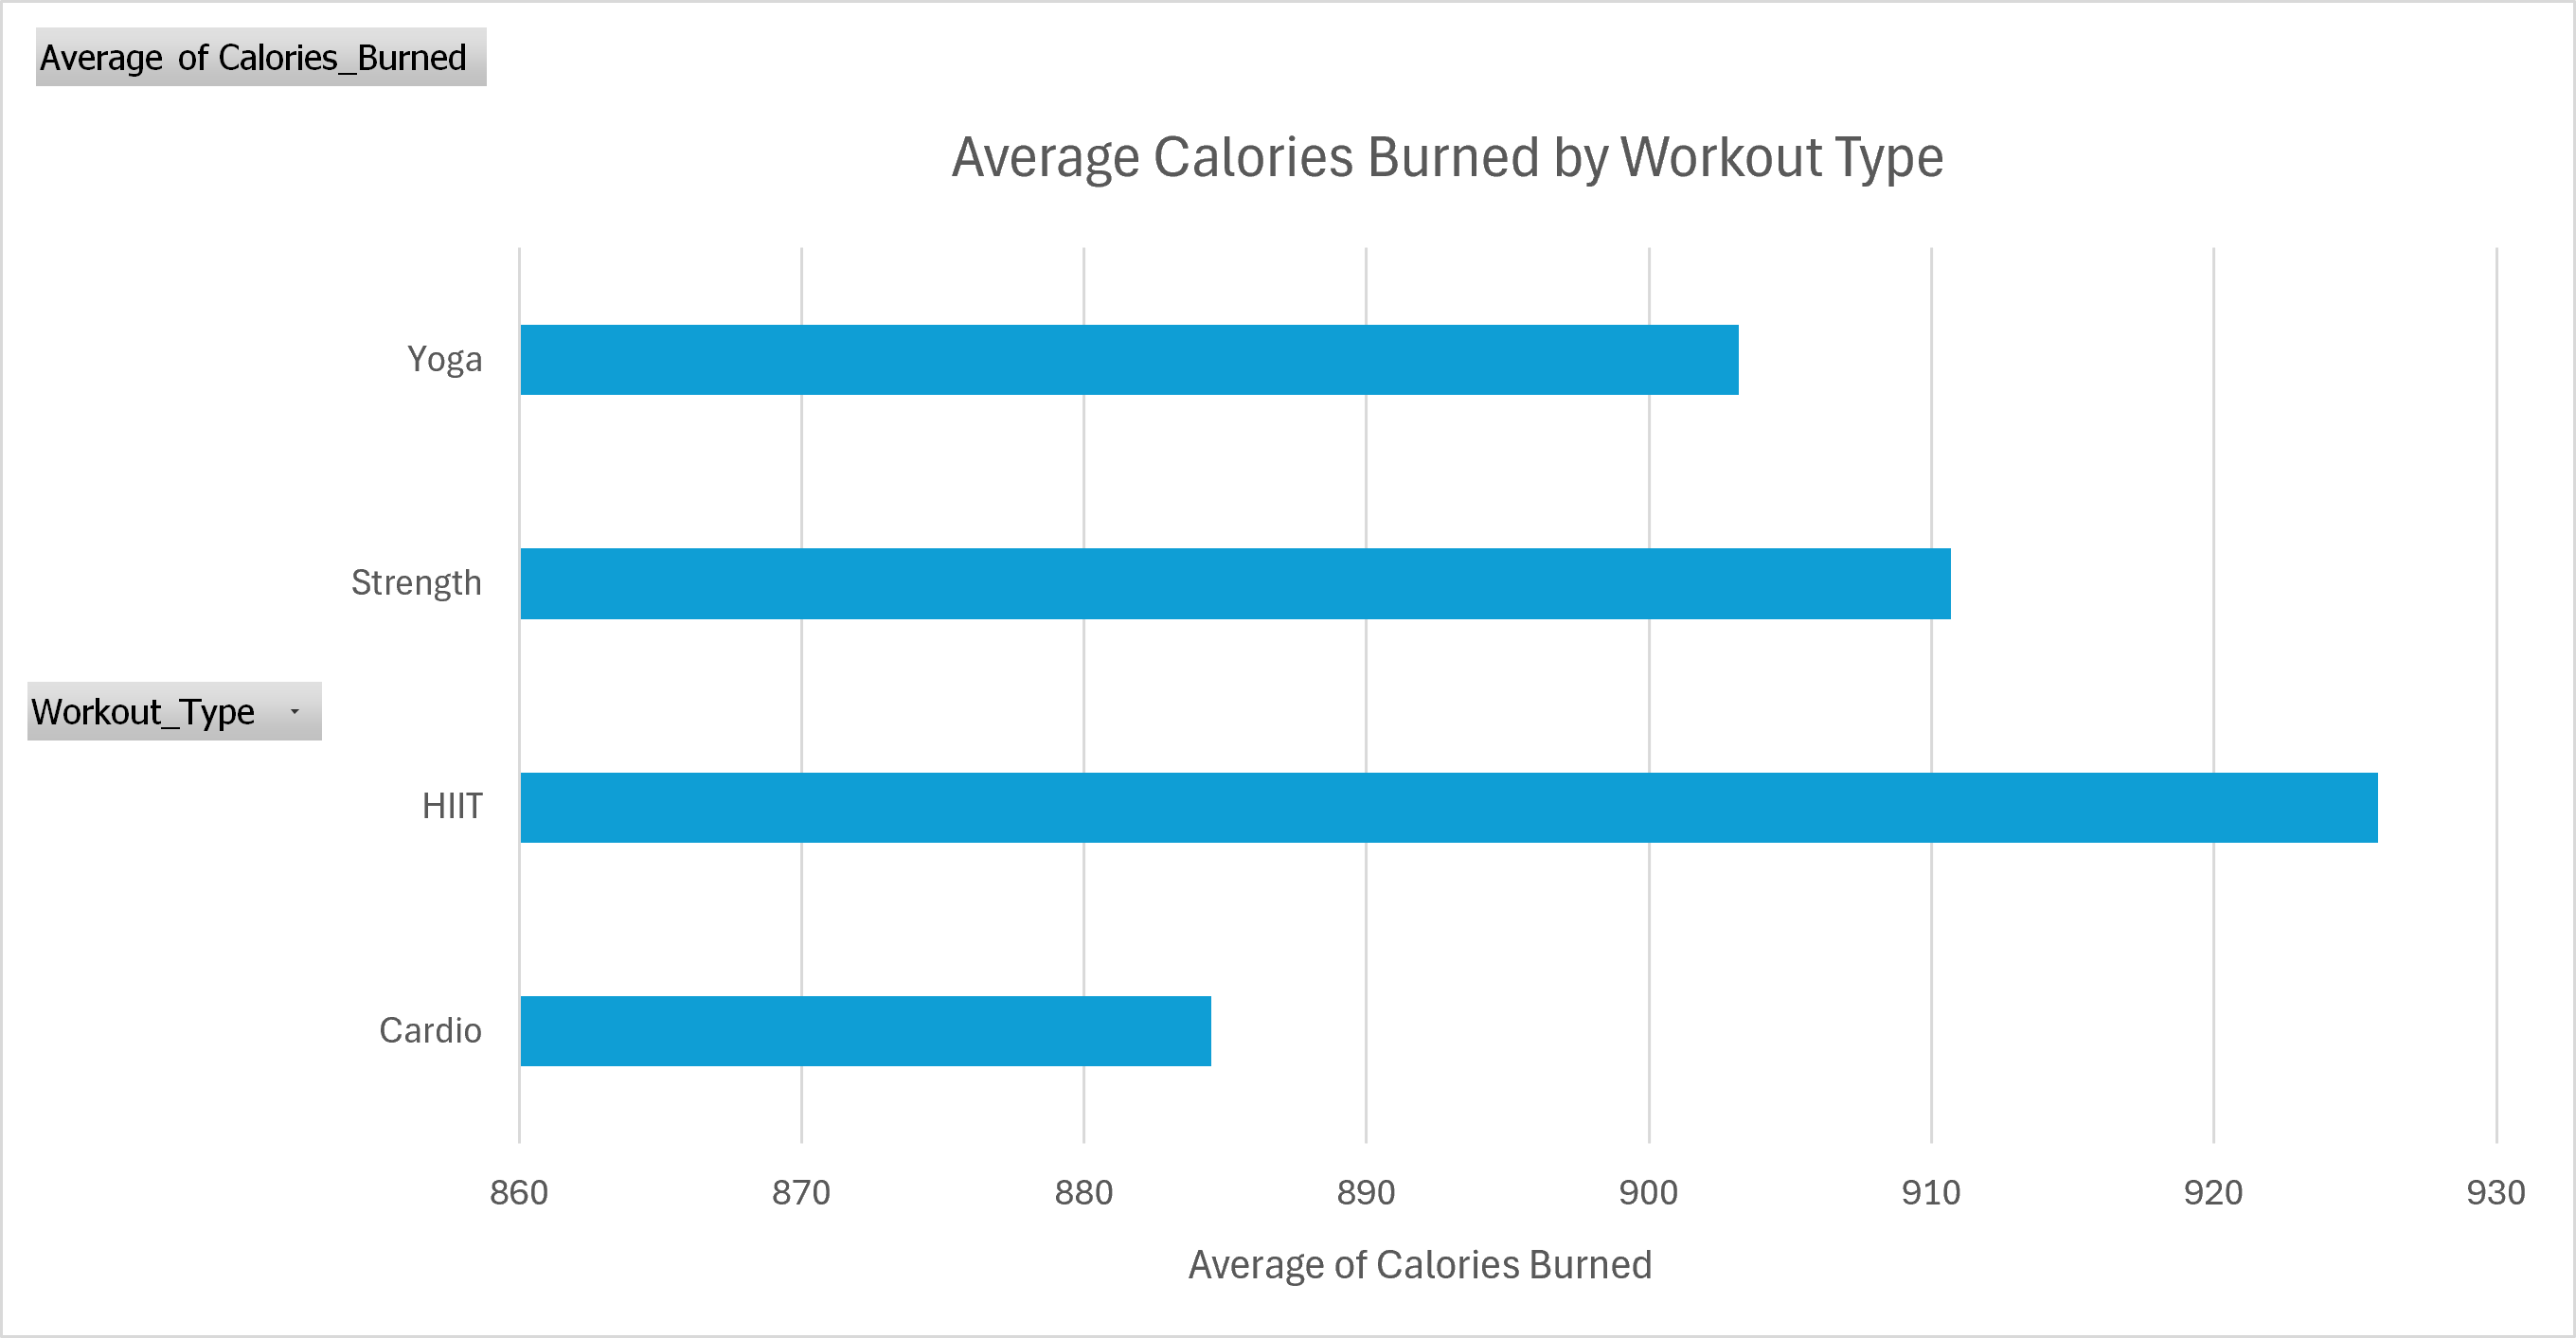 Average of Calories_Burned
Average Calories Burned by Workout Type
Yoga
Strength
Workout_Type
HIIT
Cardio
860 870 880 890 900 910 920 930
Average of Calories Burned